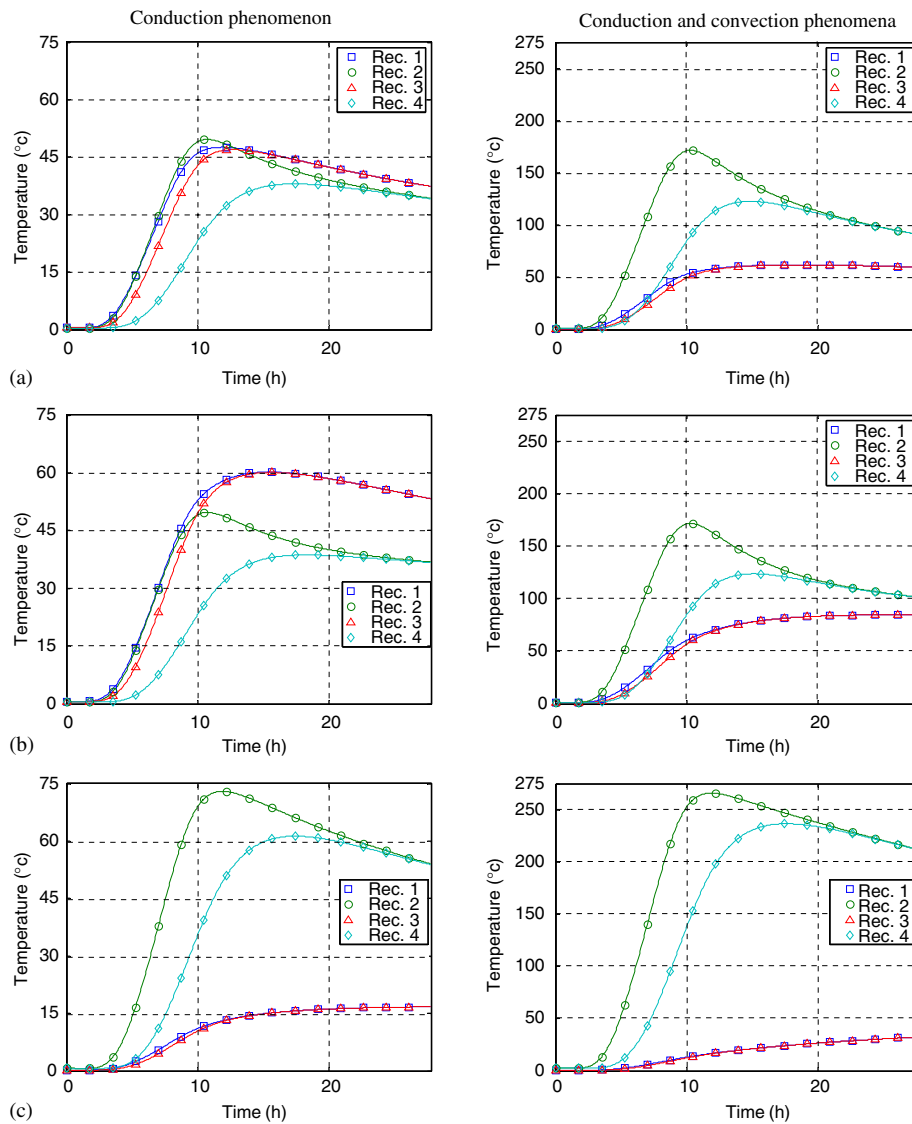 Conduction phenomenon
Conduction and convection phenomena
75
60
45
30
15
0
Temperature (°c)
Rec. 1
Rec. 2
Rec. 3
Rec. 4
0 10 20
Time (h)
(a)
275
250
200
150
100
50
0
Temperature (°c)
Rec. 1
Rec. 2
Rec. 3
Rec. 4
0 10 20
Time (h)
75
60
45
30
15
0
Temperature (°c)
Rec. 1
Rec. 2
Rec. 3
Rec. 4
0 10 20
Time (h)
(b)
275
250
200
150
100
50
0
Temperature (°c)
Rec. 1
Rec. 2
Rec. 3
Rec. 4
0 10 20
Time (h)
75
60
45
30
15
0
Temperature (°c)
Rec. 1
Rec. 2
Rec. 3
Rec. 4
0 10 20
Time (h)
(c)
275
250
200
150
100
50
0
Temperature (°c)
Rec. 1
Rec. 2
Rec. 3
Rec. 4
0 10 20
Time (h)